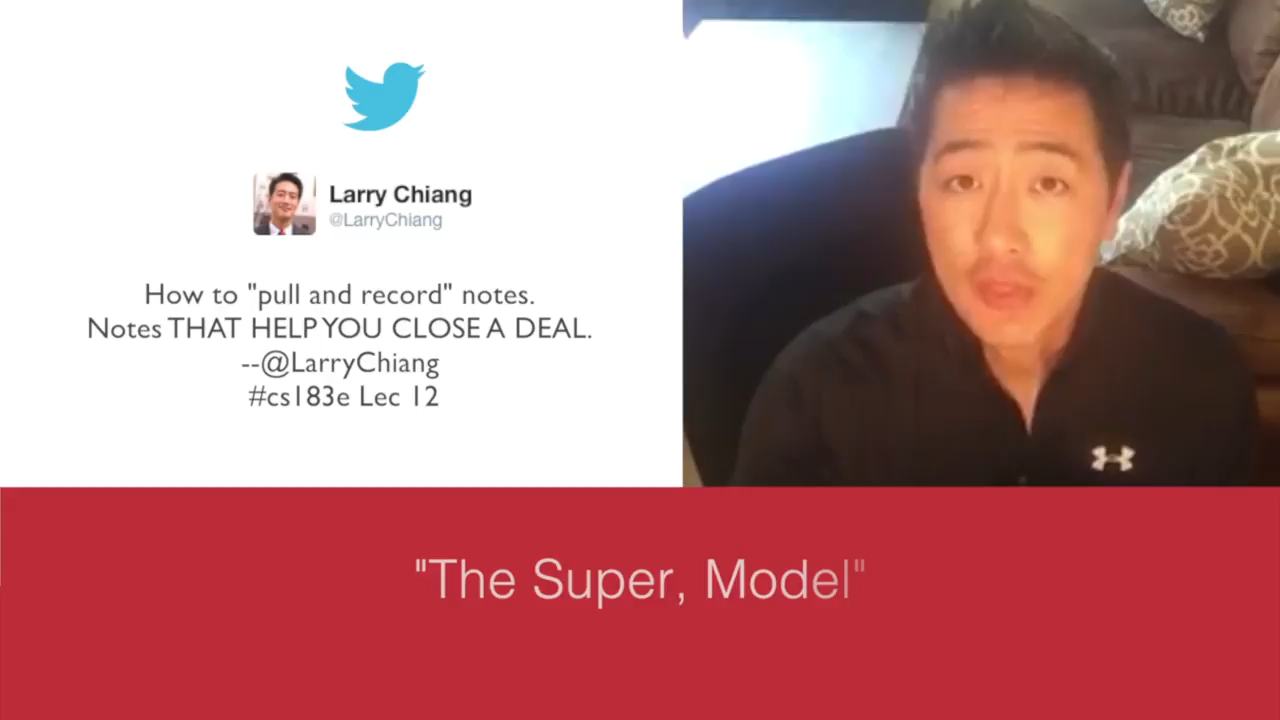 Larry Chiang
@LarryChiang
How to "pull and record" notes.
Notes THAT HELP YOU CLOSE A DEAL.
--@LarryChiang
#cs183e Lec 12
"The Super, Model"